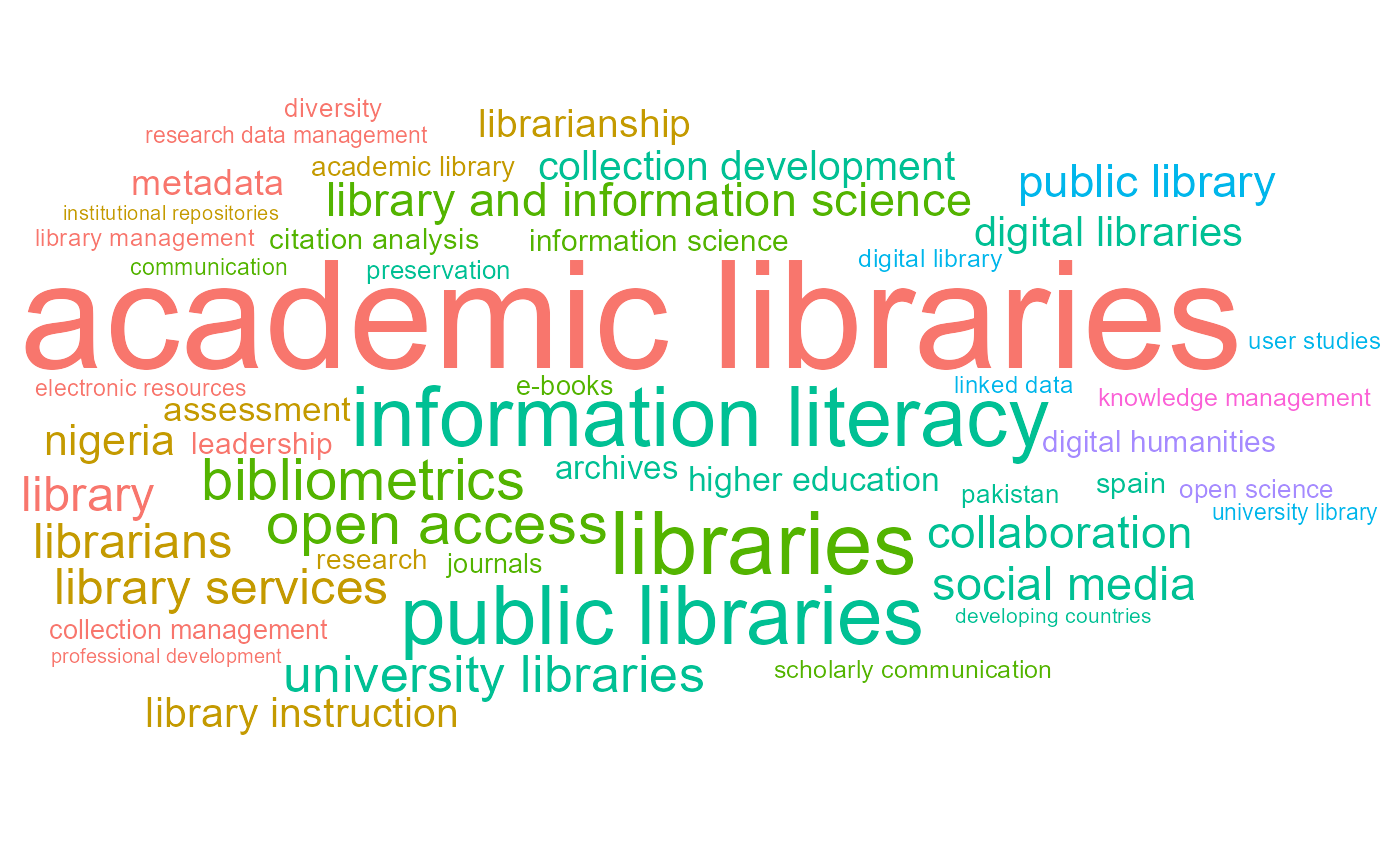 diversity
librarianship
research data management
academic library
collection development
metadata
library and information science
public library
institutional repositories
library management
citation analysis
information science
digital libraries
communication
preservation
digital library
academic libraries
user studies
electronic resources
e-books
linked data
knowledge management
assessment
information literacy
nigeria
leadership
digital humanities
bibliometrics
archives
higher education
library
pakistan
spain
open science
university library
open access
libraries
collaboration
librarians
research
journals
library services
social media
public libraries
developing countries
collection management
professional development
university libraries
scholarly communication
library instruction